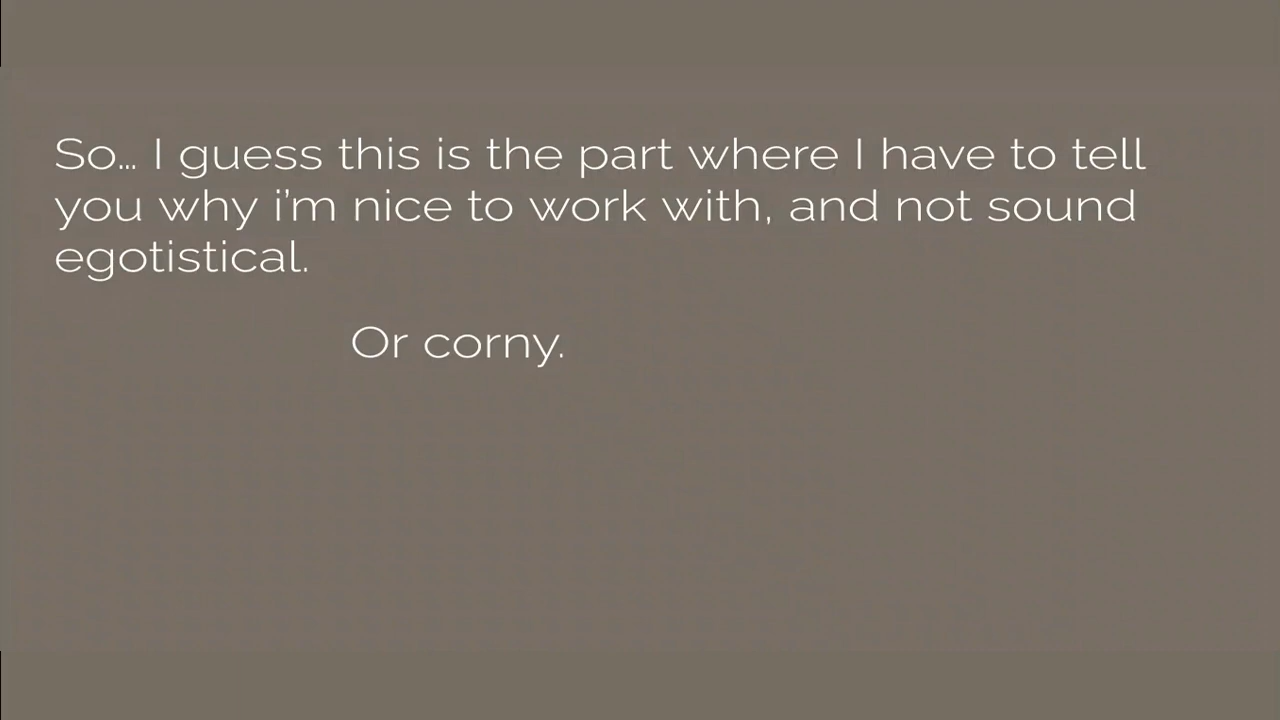 So... I guess this is the part where I have to tell
you why i’m nice to work with, and not sound
egotistical.
Or corny.